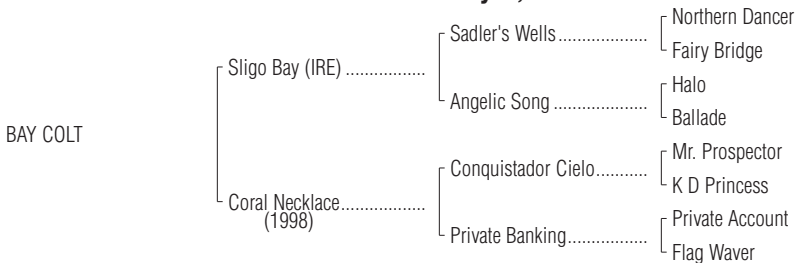 Northern Dancer
Sadler's Wells..................
Fairy Bridge
Sligo Bay (IRE) .................
Halo
Angelic Song ...................
Ballade
BAY COLT
Mr. Prospector
Conquistador Cielo...........
K D Princess
Coral Necklace..................
(1998)
Private Account
Private Banking................
Flag Waver